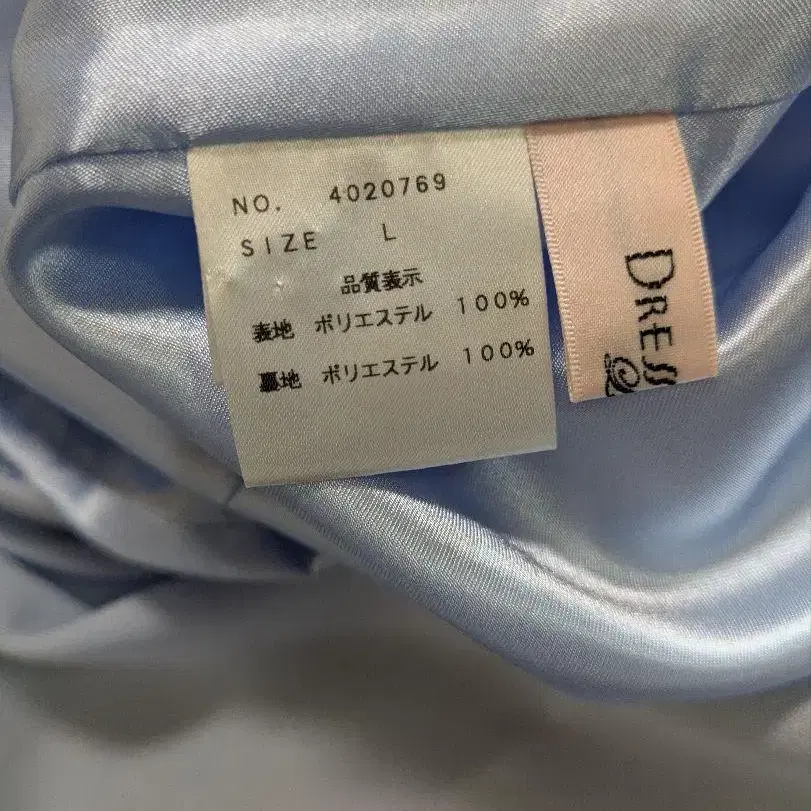 NO. 4020769
SIZE L
品質表示
表地 ポリエステル 100%
裏地 ポリエステル 100%
DRESS